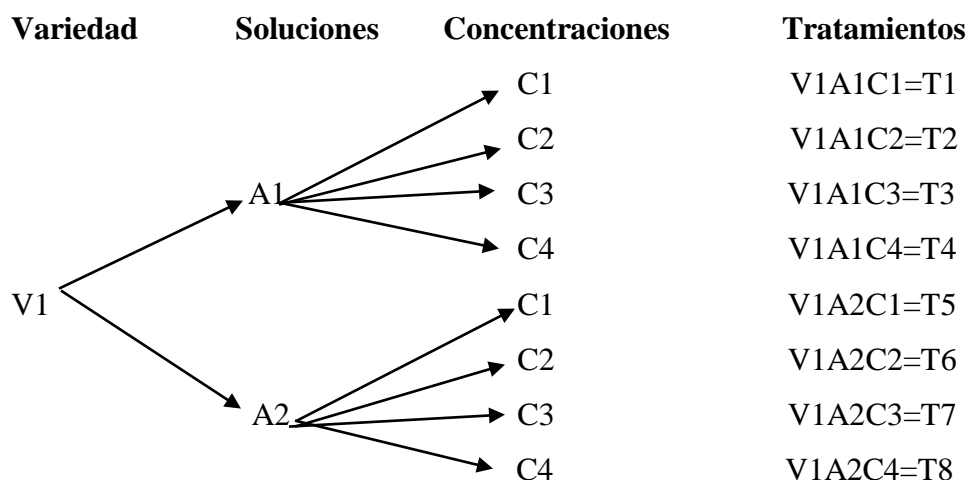 Variedad Soluciones Concentraciones Tratamientos
C1 V1A1C1=T1
C2 V1A1C2=T2
A1 C3 V1A1C3=T3
C4 V1A1C4=T4
V1 C1 V1A2C1=T5
C2 V1A2C2=T6
A2 C3 V1A2C3=T7
C4 V1A2C4=T8